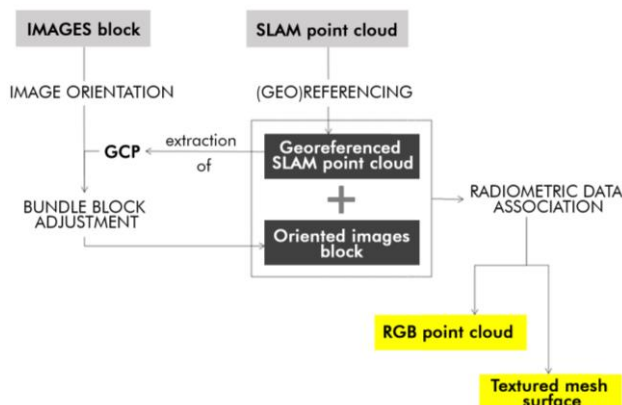 IMAGES block
SLAM point cloud
IMAGE ORIENTATION
(GEO)REFERENCING
GCP
extraction
of
Georeferenced
SLAM point cloud
+
BUNDLE BLOCK
ADJUSTMENT
Oriented images
block
RADIOMETRIC DATA
ASSOCIATION
RGB point cloud
Textured mesh
surface